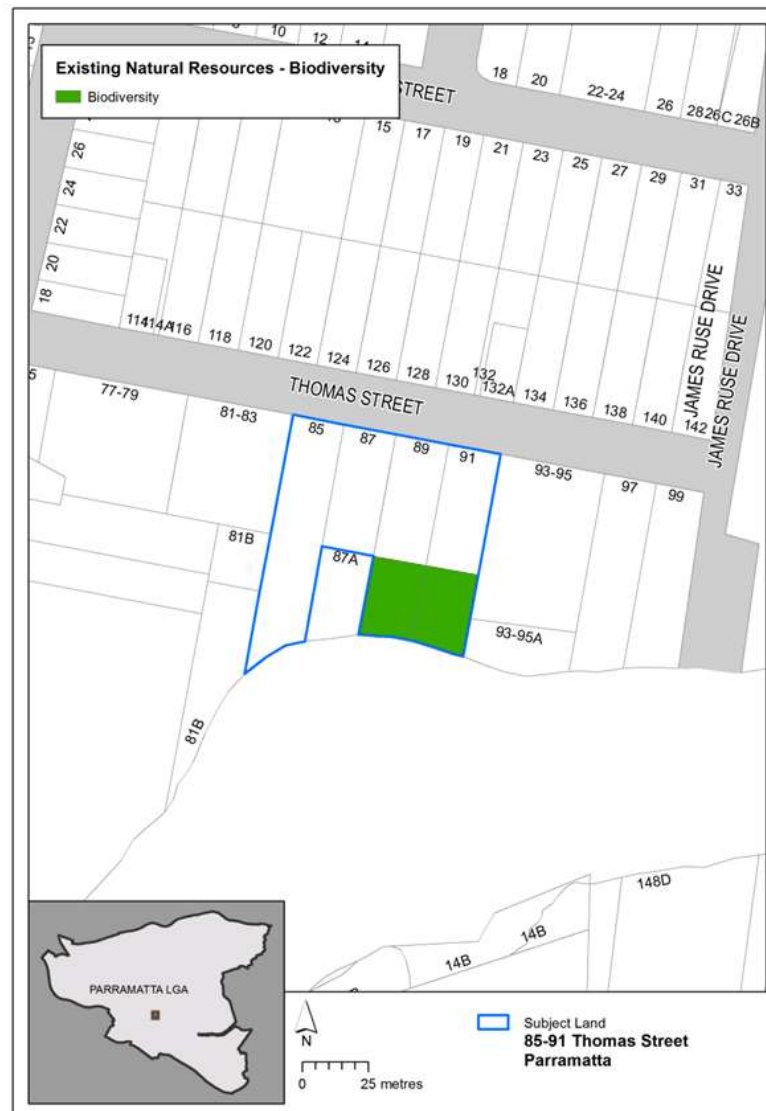 10
12
18
20
22-24
26
28
26C
26B
Existing Natural Resources - Biodiversity
Biodiversity
STREET
15
17
19
21
23
25
27
29
31
33
26
24
22
20
18
JAMES RUSE DRIVE
JAMES RUSE DRIVE
114
114A
116
118
120
122
124
126
128
130
132
132A
134
136
138
140
142
THOMAS STREET
77-79
81-83
85
87
89
91
93-95
97
99
81B
87A
93-95A
81B
148D
14B
14B
PARRAMATTA LGA
N
0
25 metres
Subject Land
85-91 Thomas Street
Parramatta